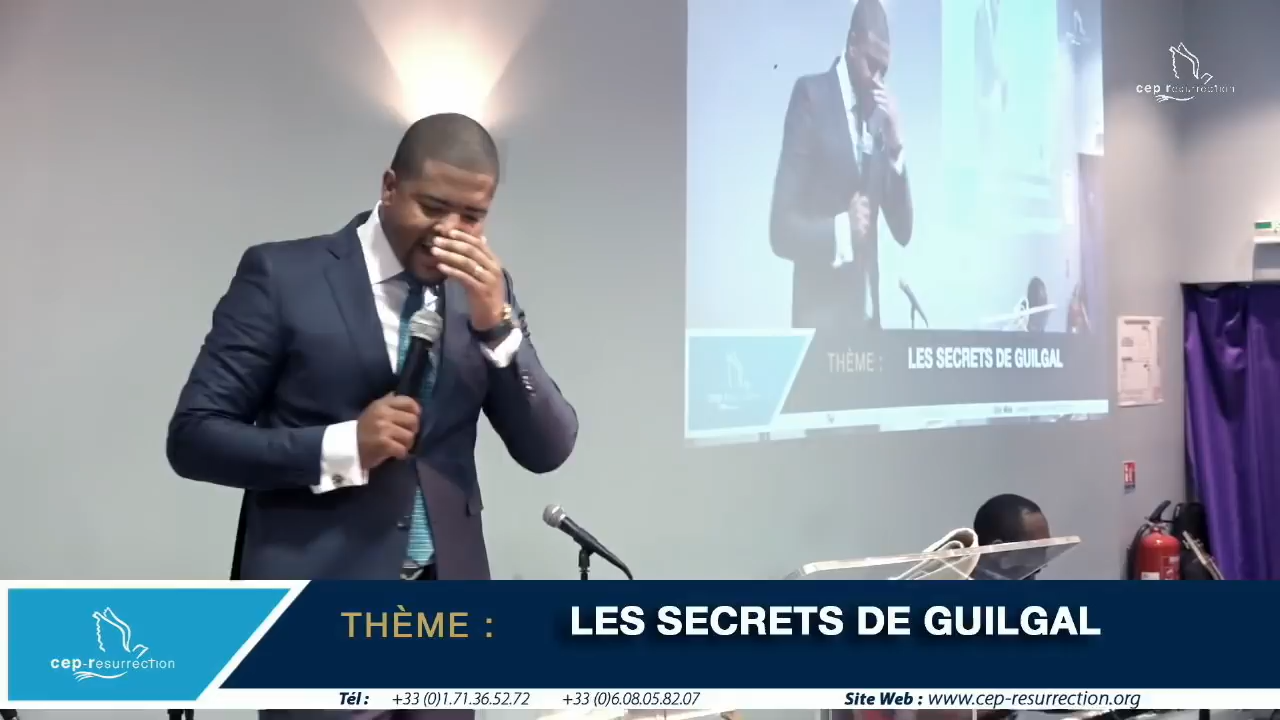 cep-resurrection
THÈME : LES SECRETS DE GUILGAL
THÈME : LES SECRETS DE GUILGAL
cep-resurrection
Tél : +33 (0)1.71.36.52.72 +33 (0)6.08.05.82.07 Site Web : www.cep-resurrection.org